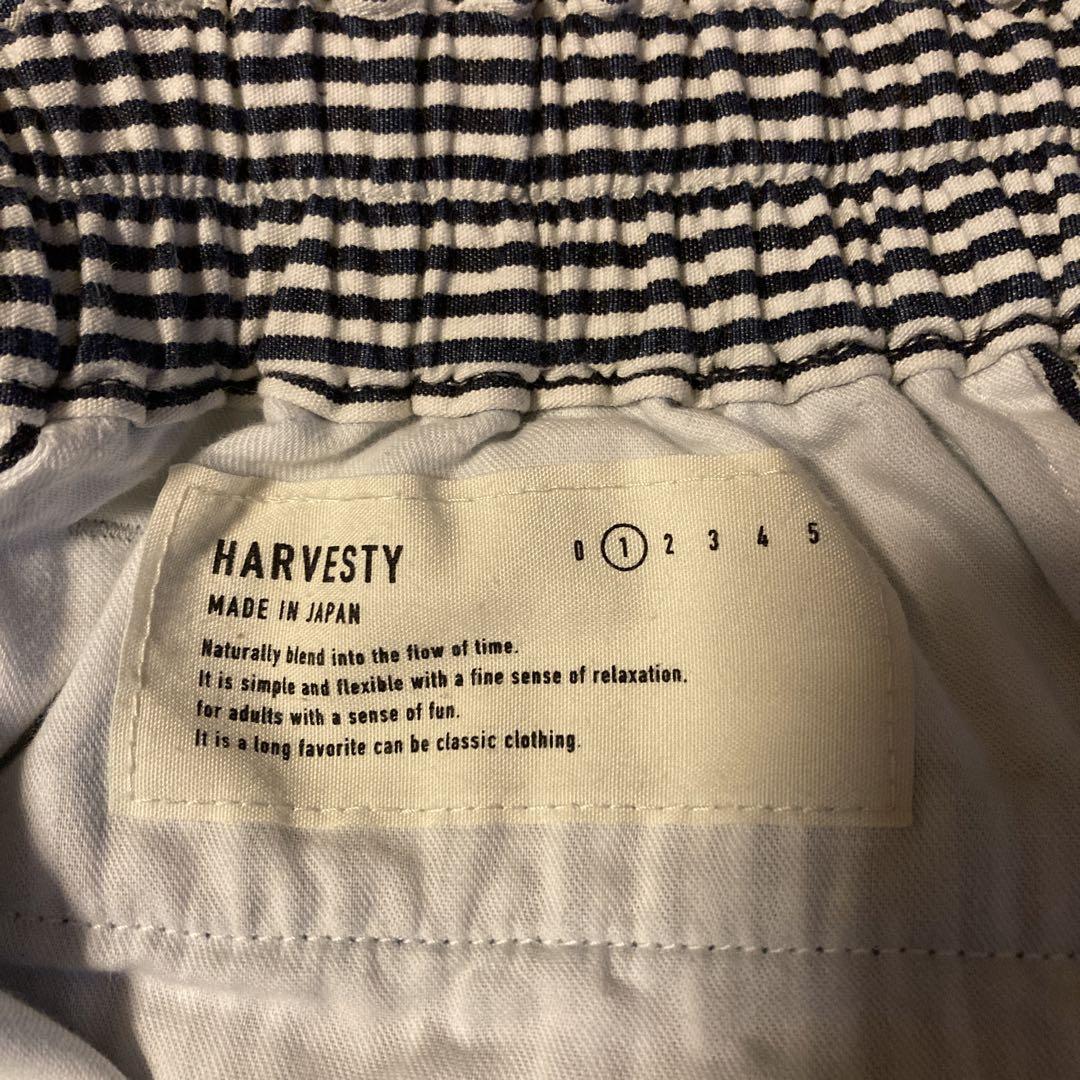 HARVESTY
0 1 2 3 4 5
MADE IN JAPAN
Naturally blend into the flow of time.
It is simple and flexible with a fine sense of relaxation.
for adults with a sense of fun.
It is a long favorite can be classic clothing.